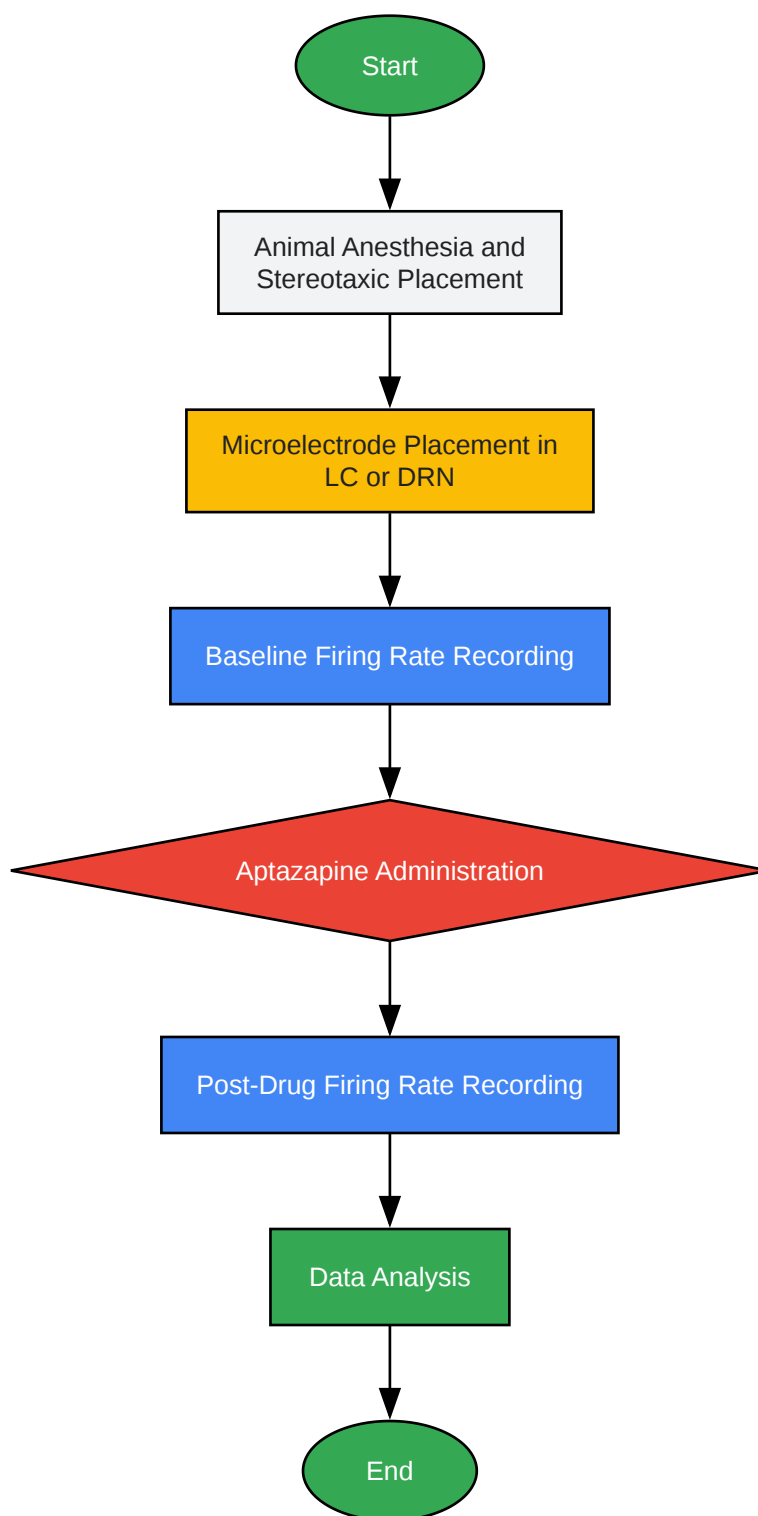 Start
Animal Anesthesia and
Stereotaxic Placement
Microelectrode Placement in
LC or DRN
Baseline Firing Rate Recording
Aptazapine Administration
Post-Drug Firing Rate Recording
Data Analysis
End